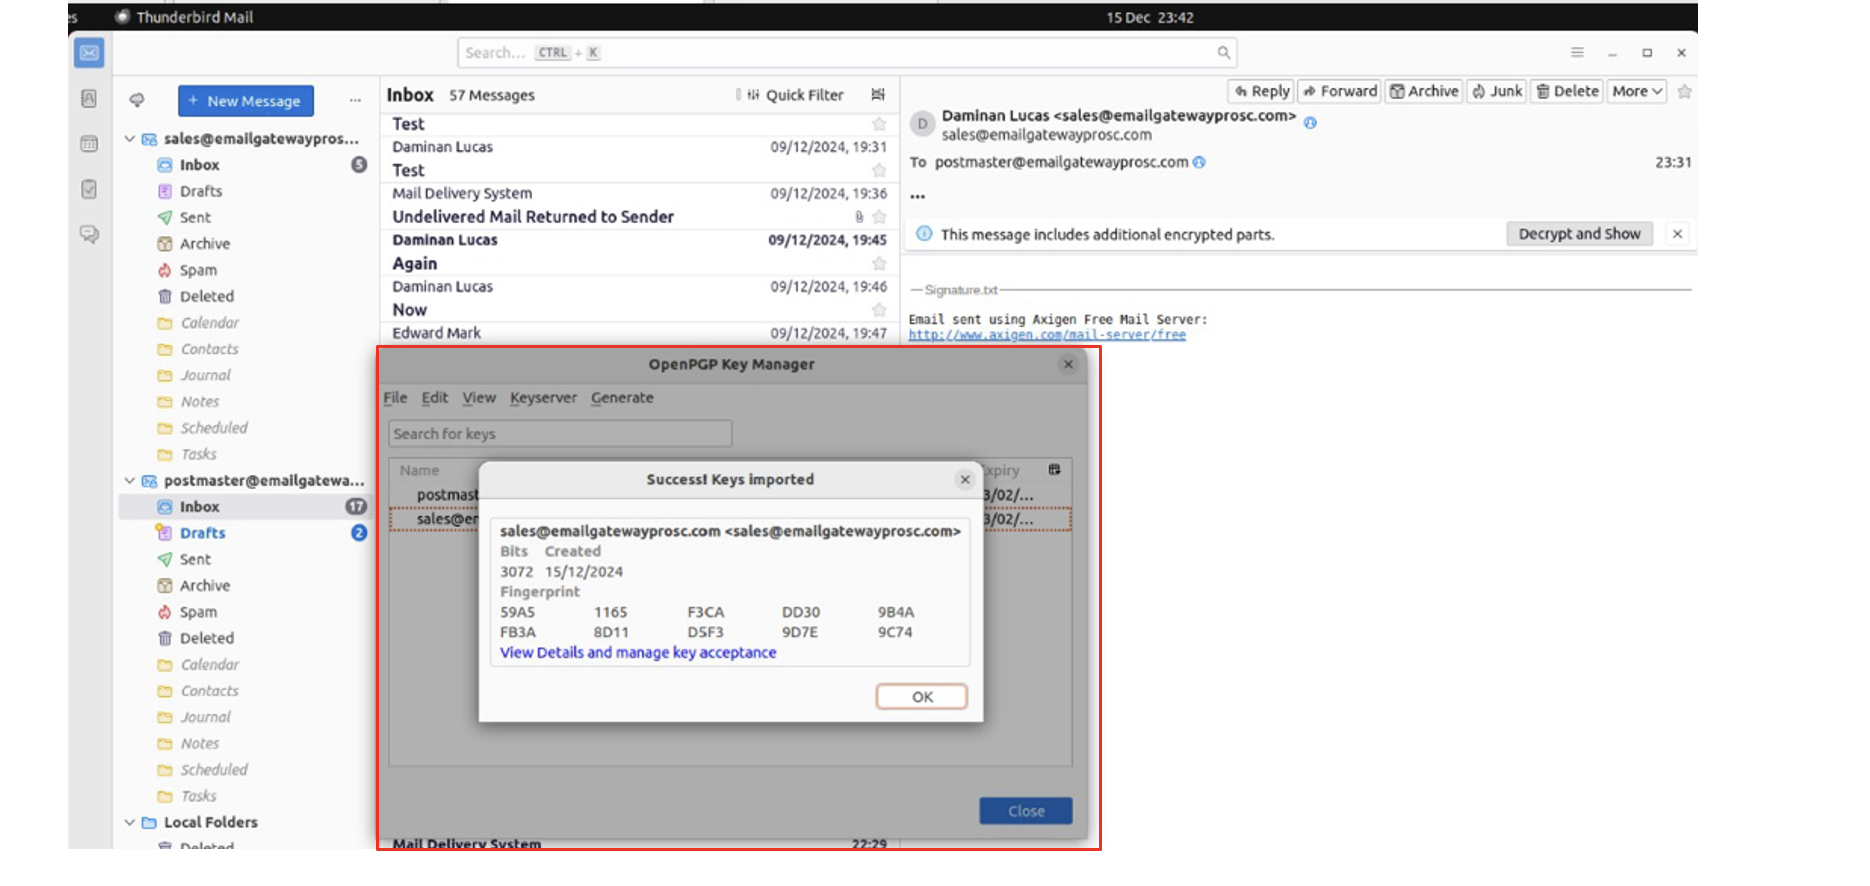 es Thunderbird Mail 15 Dec 23:42
Search... CTRL + K
+ New Message ...
sales@emailgatewaypros...
Inbox 5
Drafts
Sent
Archive
Spam
Deleted
Calendar
Contacts
Journal
Notes
Scheduled
Tasks
postmaster@emailgatewa...
Inbox 17
Drafts 2
Sent
Archive
Spam
Deleted
Calendar
Contacts
Journal
Notes
Scheduled
Tasks
Local Folders
Deleted
Inbox 57 Messages Quick Filter
Test
Daminan Lucas 09/12/2024, 19:31
Test
Mail Delivery System 09/12/2024, 19:36
Undelivered Mail Returned to Sender
Daminan Lucas 09/12/2024, 19:45
Again
Daminan Lucas 09/12/2024, 19:46
Now
Edward Mark 09/12/2024, 19:47
Reply Forward Archive Junk Delete More
D
Daminan Lucas <sales@emailgatewayprosc.com>
sales@emailgatewayprosc.com
To postmaster@emailgatewayprosc.com 23:31
...
This message includes additional encrypted parts. Decrypt and Show
Signature.txt
Email sent using Axigen Free Mail Server:
http://www.axigen.com/mail-server/free
OpenPGP Key Manager
File Edit View Keyserver Generate
Search for keys
Name xpiry
postmast 3/02/...
sales@er 3/02/...
Success! Keys imported
sales@emailgatewayprosc.com <sales@emailgatewayprosc.com>
Bits Created
3072 15/12/2024
Fingerprint
59A5 1165 F3CA DD30 9B4A
FB3A 8D11 D5F3 9D7E 9C74
View Details and manage key acceptance
OK
Close
Mail Delivery System 22:29